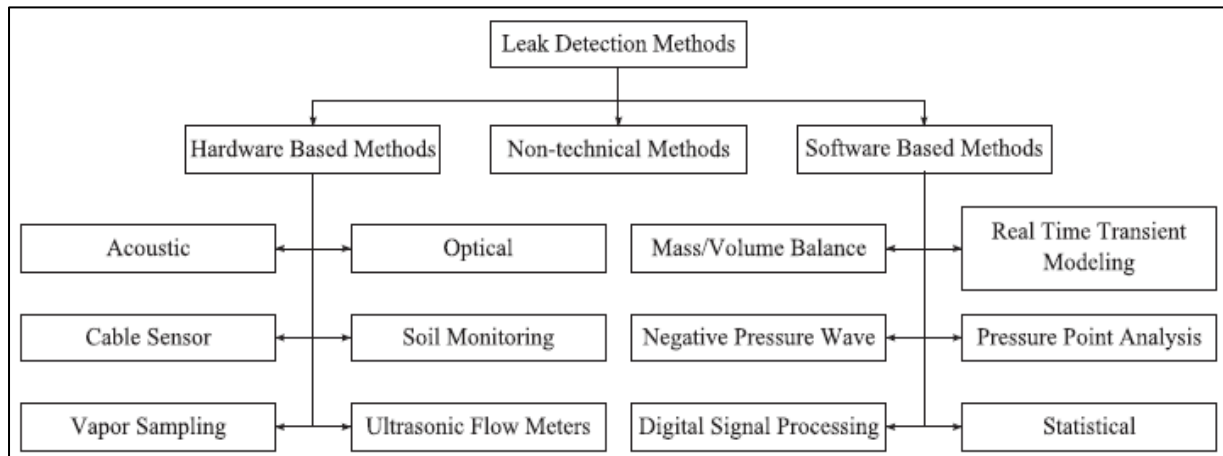 Leak Detection Methods
Hardware Based Methods
Non-technical Methods
Software Based Methods
Acoustic
Optical
Mass/Volume Balance
Real Time Transient
Modeling
Cable Sensor
Soil Monitoring
Negative Pressure Wave
Pressure Point Analysis
Vapor Sampling
Ultrasonic Flow Meters
Digital Signal Processing
Statistical